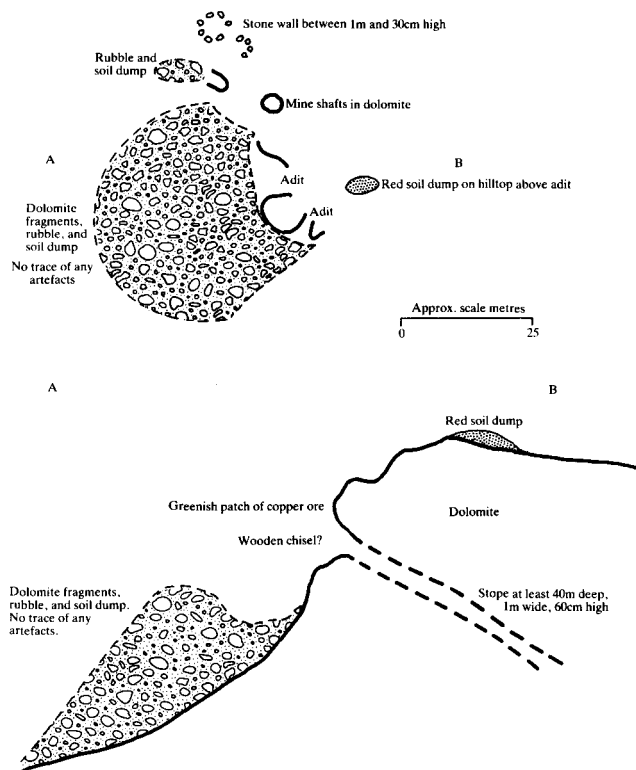 Stone wall between 1m and 30cm high
Rubble and
soil dump
Mine shafts in dolomite
A
B
Adit
Red soil dump on hilltop above adit
Adit
Dolomite
fragments,
rubble, and
soil dump
No trace of any
artefacts
Approx. scale metres
0
25
A
B
Red soil dump
Greenish patch of copper ore
Dolomite
Wooden chisel?
Dolomite fragments,
rubble, and soil dump.
No trace of any
artefacts.
Stope at least 40m deep,
1m wide, 60cm high